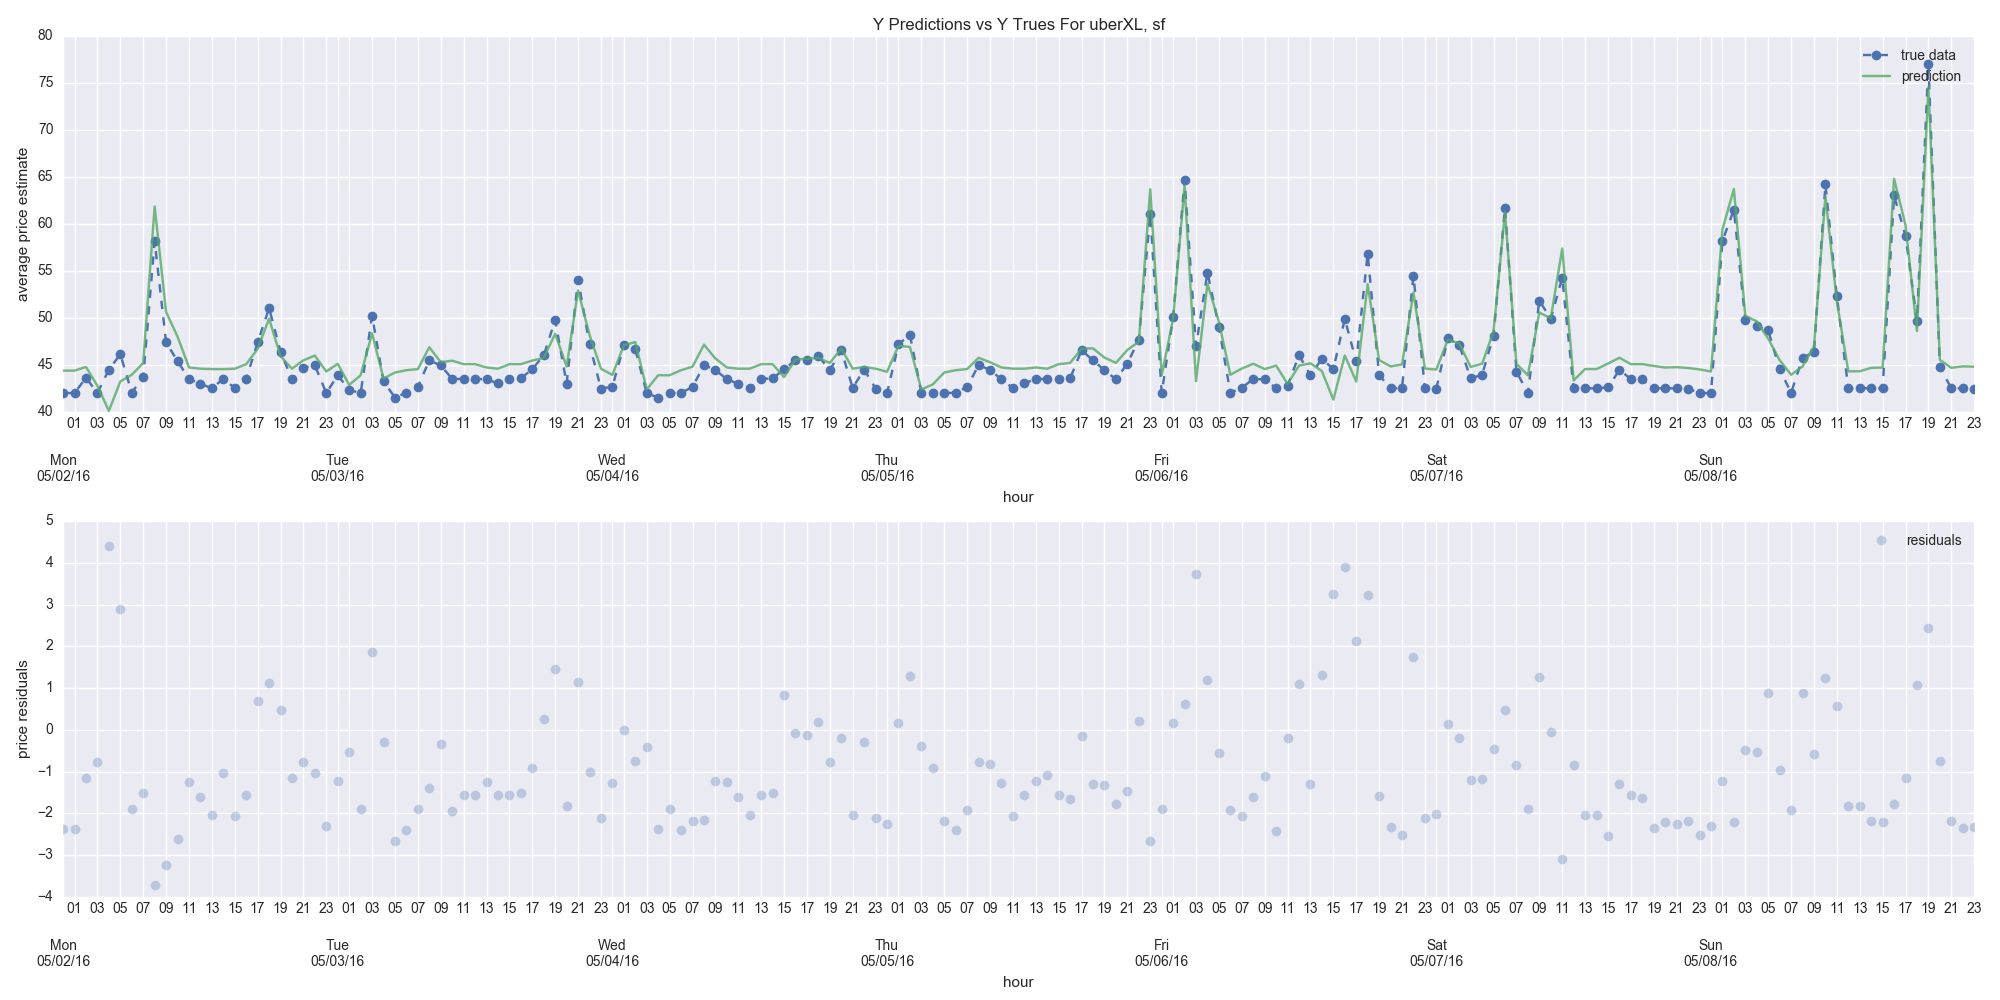 Y Predictions vs Y Trues For uberXL, sf
true data
prediction
average price estimate
80
75
70
65
60
55
50
45
40
01 03 05 07 09 11 13 15 17 19 21 23 01 03 05 07 09 11 13 15 17 19 21 23 01 03 05 07 09 11 13 15 17 19 21 23 01 03 05 07 09 11 13 15 17 19 21 23 01 03 05 07 09 11 13 15 17 19 21 23 01 03 05 07 09 11 13 15 17 19 21 23 01 03 05 07 09 11 13 15 17 19 21 23
Mon Tue Wed Thu Fri Sat Sun
05/02/16 05/03/16 05/04/16 05/05/16 05/06/16 05/07/16 05/08/16
hour
residuals
price residuals
5
4
3
2
1
0
−1
−2
−3
−4
01 03 05 07 09 11 13 15 17 19 21 23 01 03 05 07 09 11 13 15 17 19 21 23 01 03 05 07 09 11 13 15 17 19 21 23 01 03 05 07 09 11 13 15 17 19 21 23 01 03 05 07 09 11 13 15 17 19 21 23 01 03 05 07 09 11 13 15 17 19 21 23 01 03 05 07 09 11 13 15 17 19 21 23
Mon Tue Wed Thu Fri Sat Sun
05/02/16 05/03/16 05/04/16 05/05/16 05/06/16 05/07/16 05/08/16
hour